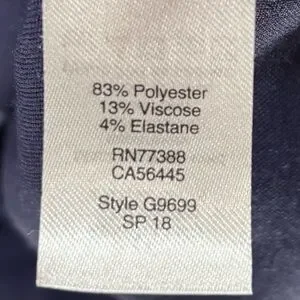 83% Polyester
13% Viscose
4% Elastane
RN77388
CA56445
Style G9699
SP 18